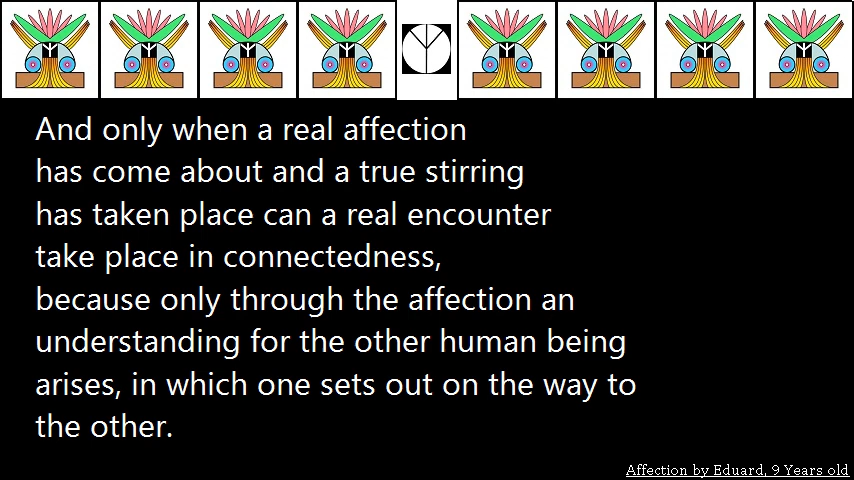 And only when a real affection
has come about and a true stirring
has taken place can a real encounter
take place in connectedness,
because only through the affection an
understanding for the other human being
arises, in which one sets out on the way to
the other.
Affection by Eduard, 9 Years old